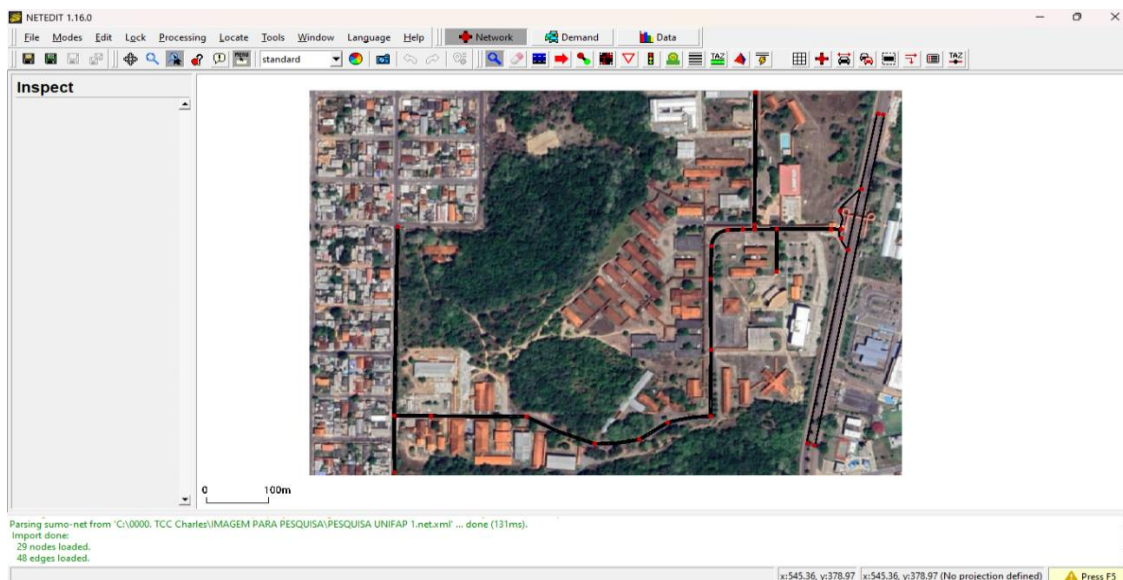 NETEDIT 1.16.0
File Modes Edit Lock Processing Locate Tools Window Language Help Network Demand Data
standard TAZ TAZ
Inspect
0 100m
Parsing sumo-net from 'C:\0000. TCC Charles\IMAGEM PARA PESQUISA\PESQUISA UNIFAP 1.net.xml' ... done (131ms).
Import done:
29 nodes loaded.
48 edges loaded.
x:545.36, y:378.97 x:545.36, y:378.97 (No projection defined) Press F5